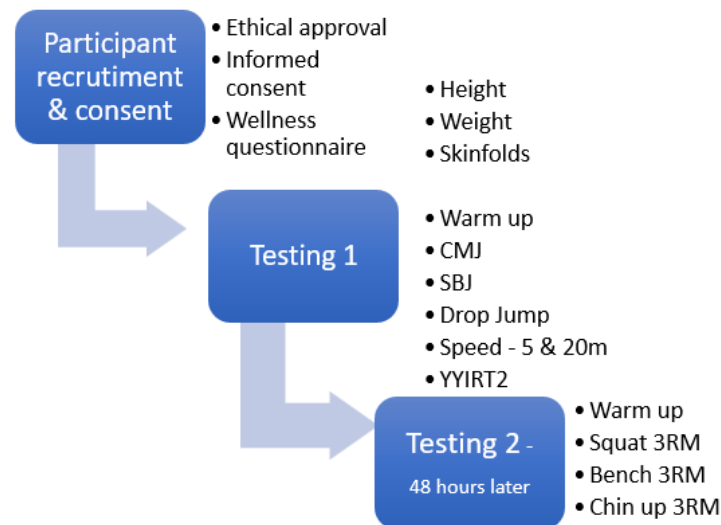 Participant
recrutiment
& consent
• Ethical approval
• Informed
consent
• Wellness
questionnaire
• Height
• Weight
• Skinfolds
Testing 1
• Warm up
• CMJ
• SBJ
• Drop Jump
• Speed - 5 & 20m
• YYIRT2
Testing 2 -
48 hours later
• Warm up
• Squat 3RM
• Bench 3RM
• Chin up 3RM